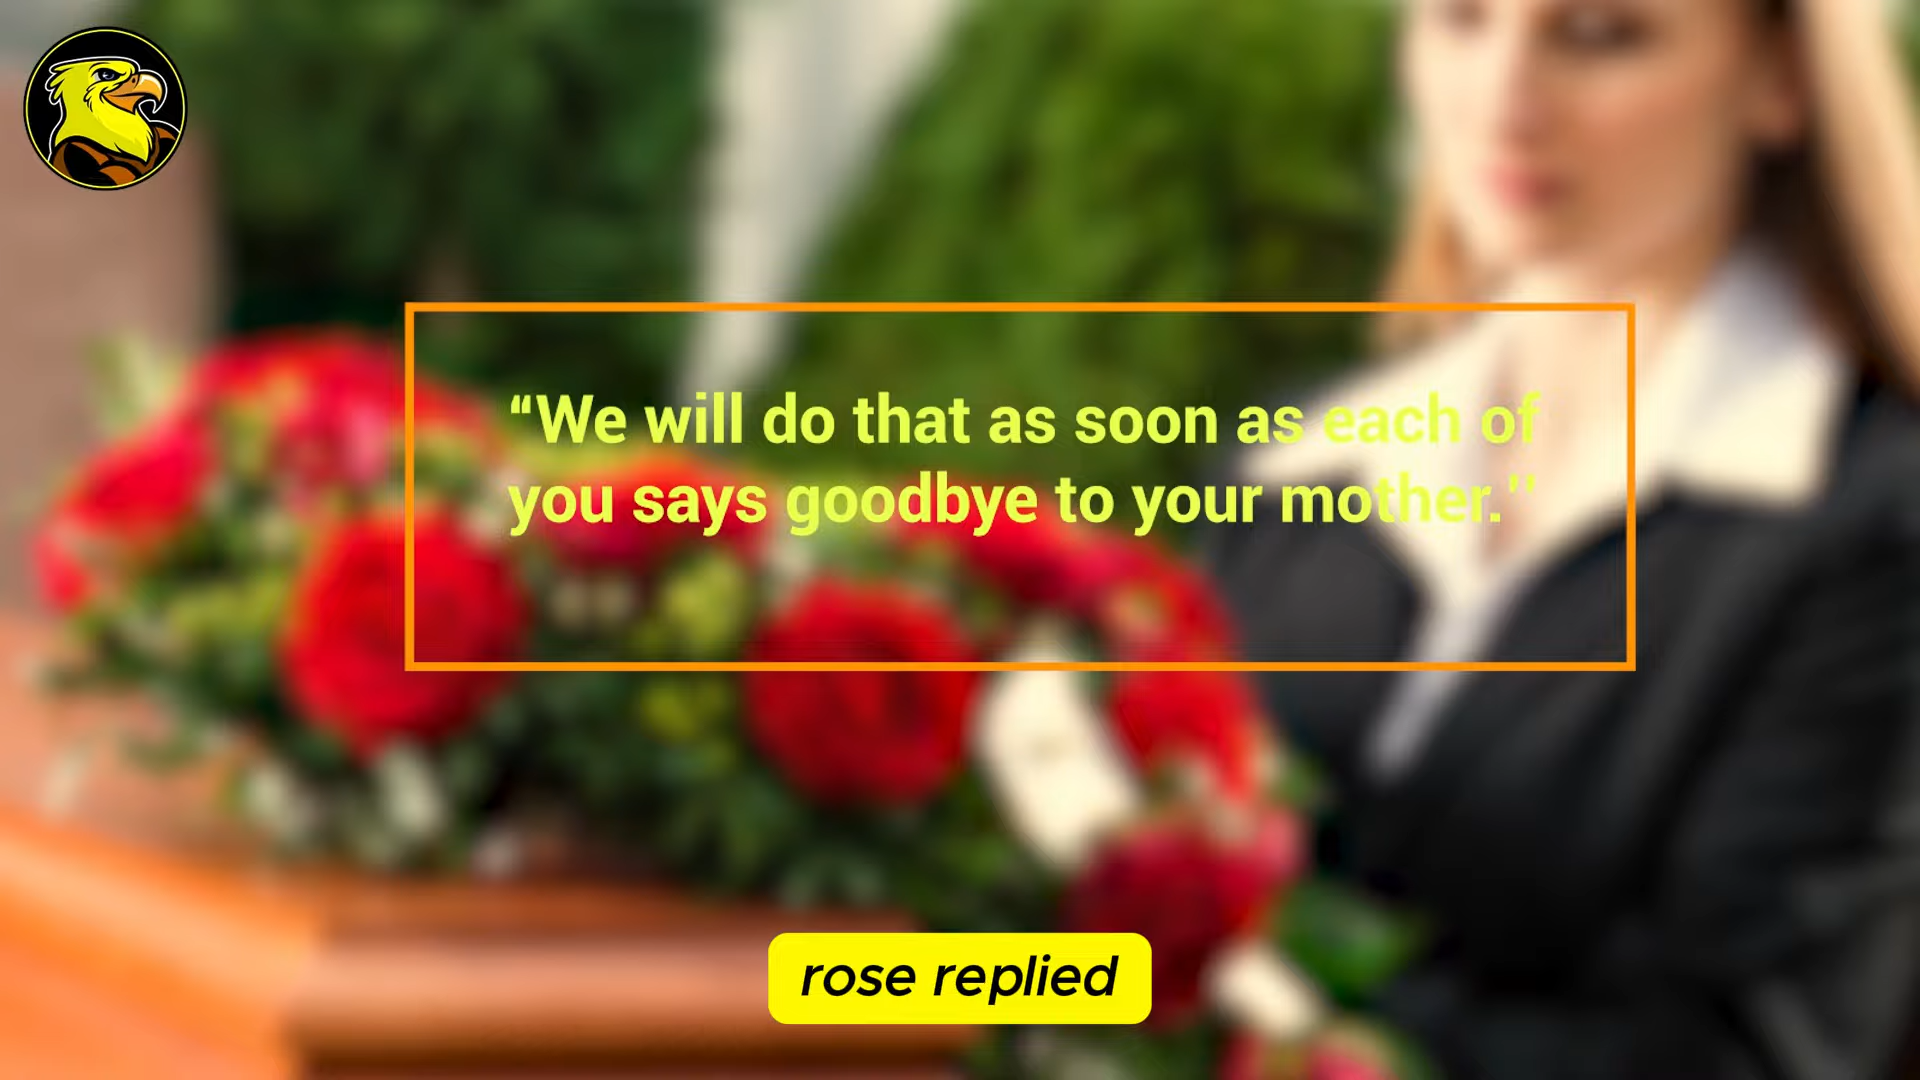 “We will do that as soon as each of
you says goodbye to your mother.’’
rose replied